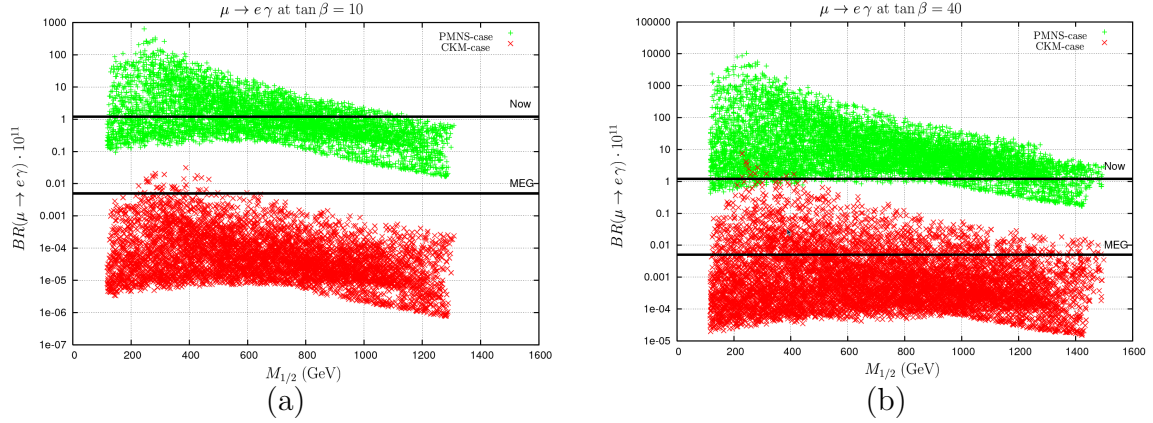 μ → e γ at tan β = 10
1000
100
10
1
0.1
0.01
0.001
1e-04
1e-05
1e-06
1e-07
BR(μ → e γ) · 10^11
PMNS-case
CKM-case
Now
MEG
0 200 400 600 800 1000 1200 1400 1600
M_{1/2} (GeV)
(a)
μ → e γ at tan β = 40
100000
10000
1000
100
10
1
0.1
0.01
0.001
1e-04
1e-05
BR(μ → e γ) · 10^11
PMNS-case
CKM-case
Now
MEG
0 200 400 600 800 1000 1200 1400 1600
M_{1/2} (GeV)
(b)